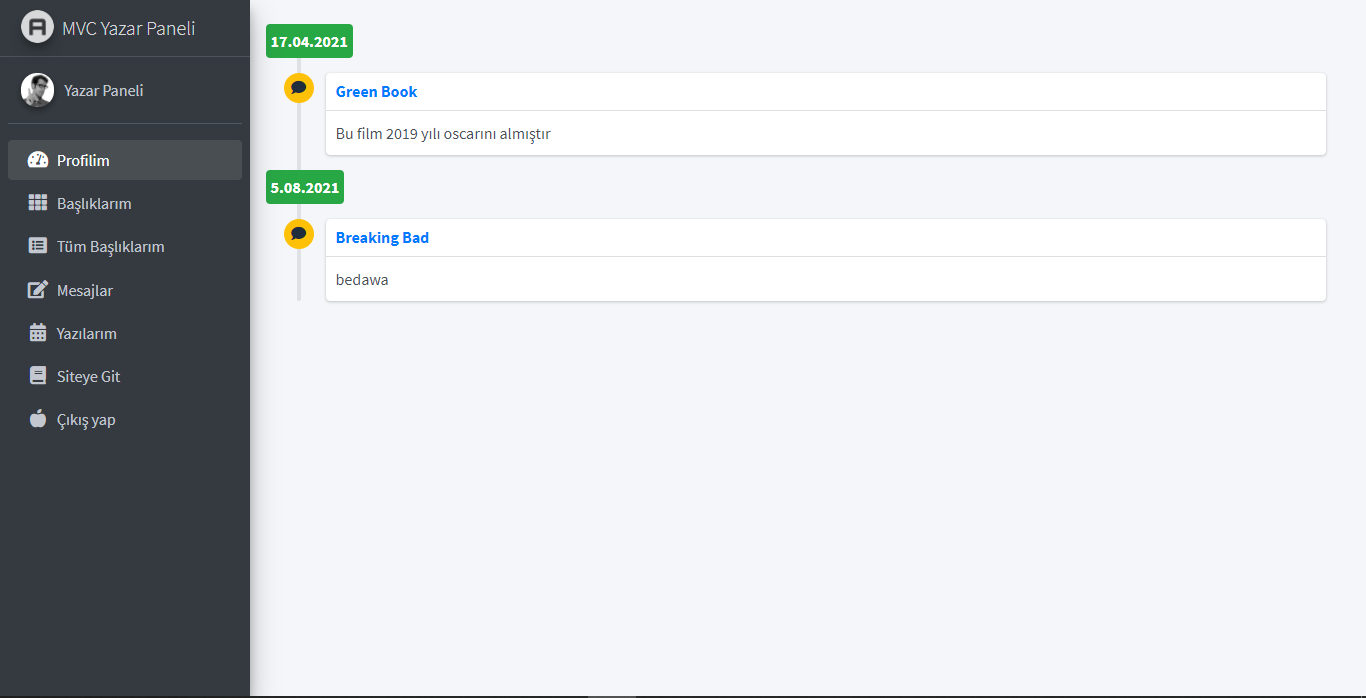 MVC Yazar Paneli
Yazar Paneli
Profilim
Başlıklarım
Tüm Başlıklarım
Mesajlar
Yazılarım
Siteye Git
Çıkış yap
17.04.2021
Green Book
Bu film 2019 yılı oscarını almıştır
5.08.2021
Breaking Bad
bedawa